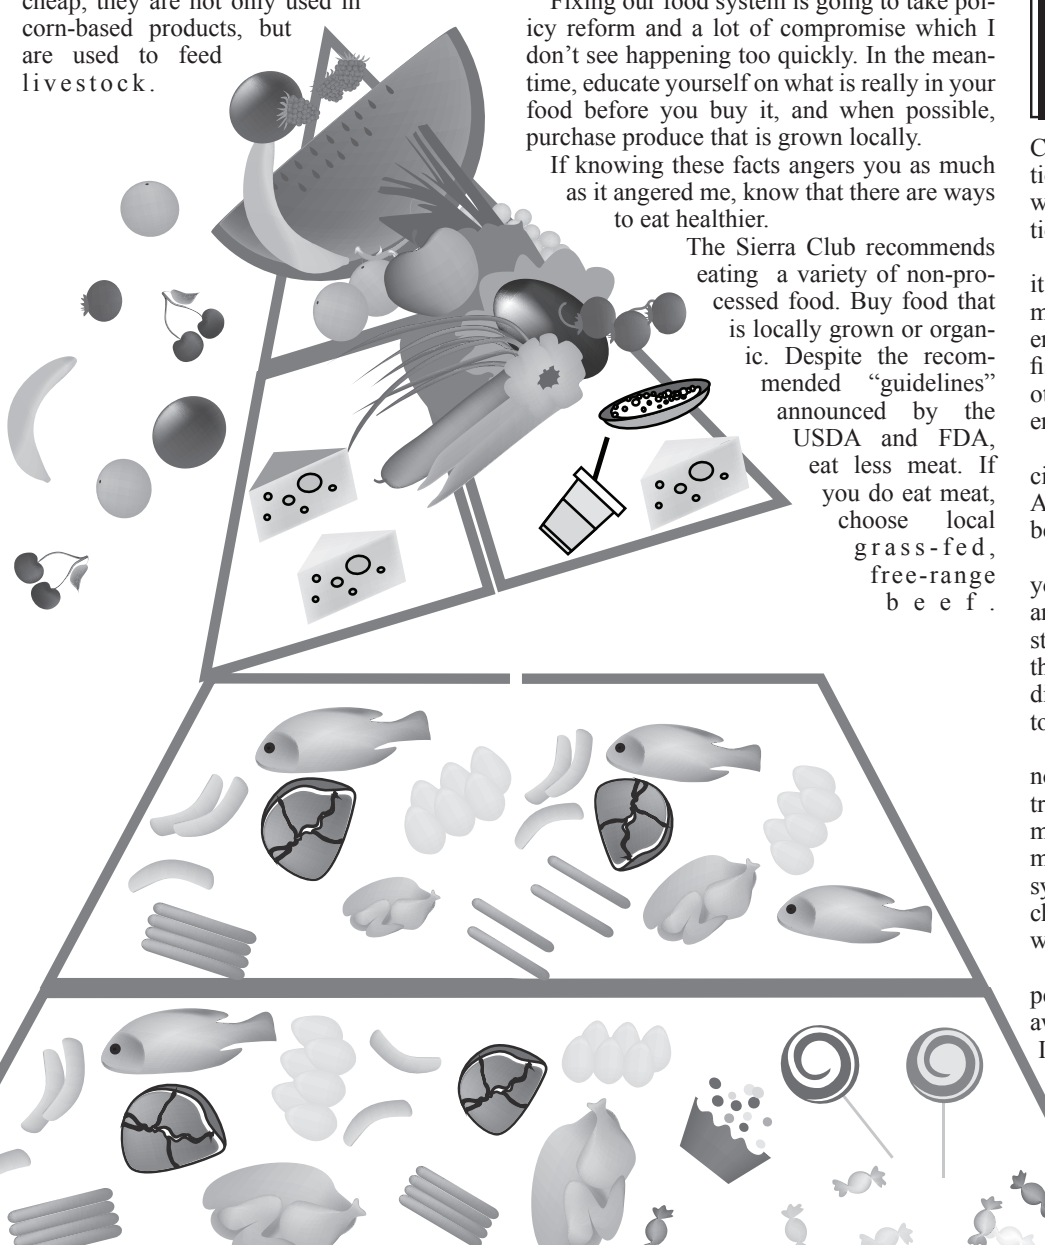 cheap, they are not only used in
corn-based products, but
are used to feed
livestock.
Fixing our food system is going to take pol-
icy reform and a lot of compromise which I
don't see happening too quickly. In the mean-
time, educate yourself on what is really in your
food before you buy it, and when possible,
purchase produce that is grown locally.
If knowing these facts angers you as much
as it angered me, know that there are ways
to eat healthier.
The Sierra Club recommends
eating a variety of non-pro-
cessed food. Buy food that
is locally grown or organ-
ic. Despite the recom-
mended “guidelines”
announced by the
USDA and FDA,
eat less meat. If
you do eat meat,
choose local
grass-fed,
free-range
beef.